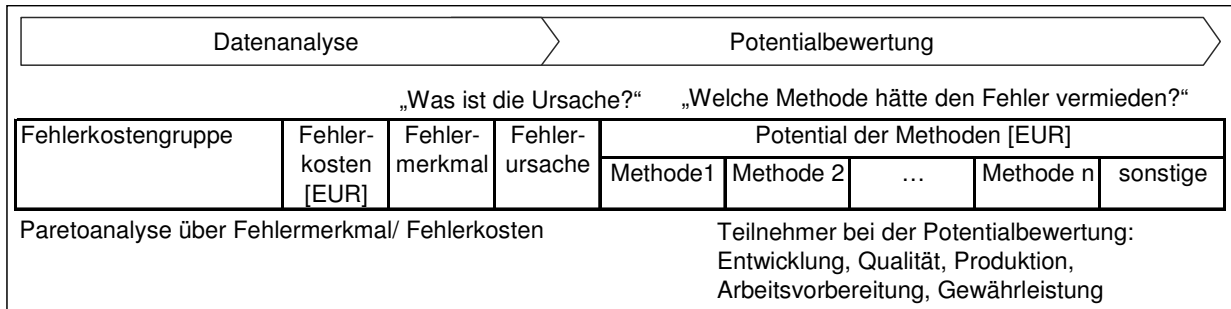 Datenanalyse
Potentialbewertung
„Was ist die Ursache?“
„Welche Methode hätte den Fehler vermieden?“
Fehlerkostengruppe
Fehler-
kosten
[EUR]
Fehler-
merkmal
Fehler-
ursache
Potential der Methoden [EUR]
Methode1
Methode 2
…
Methode n
sonstige
Paretoanalyse über Fehlermerkmal/ Fehlerkosten
Teilnehmer bei der Potentialbewertung:
Entwicklung, Qualität, Produktion,
Arbeitsvorbereitung, Gewährleistung